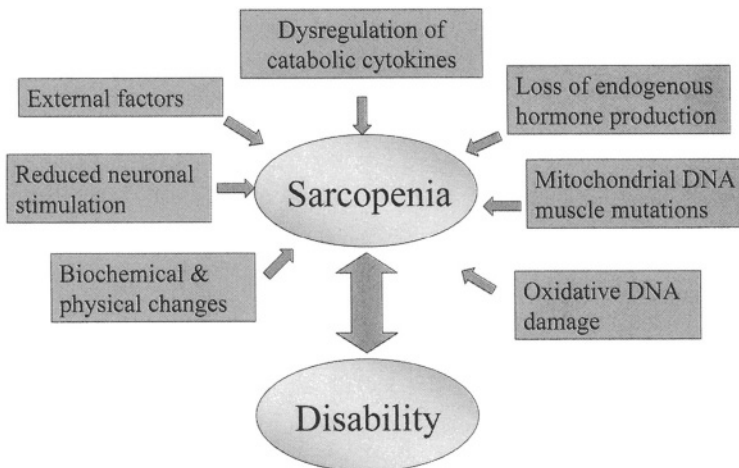 Dysregulation of
catabolic cytokines
External factors
Loss of endogenous
hormone production
Reduced neuronal
stimulation
Sarcopenia
Mitochondrial DNA
muscle mutations
Biochemical &
physical changes
Oxidative DNA
damage
Disability